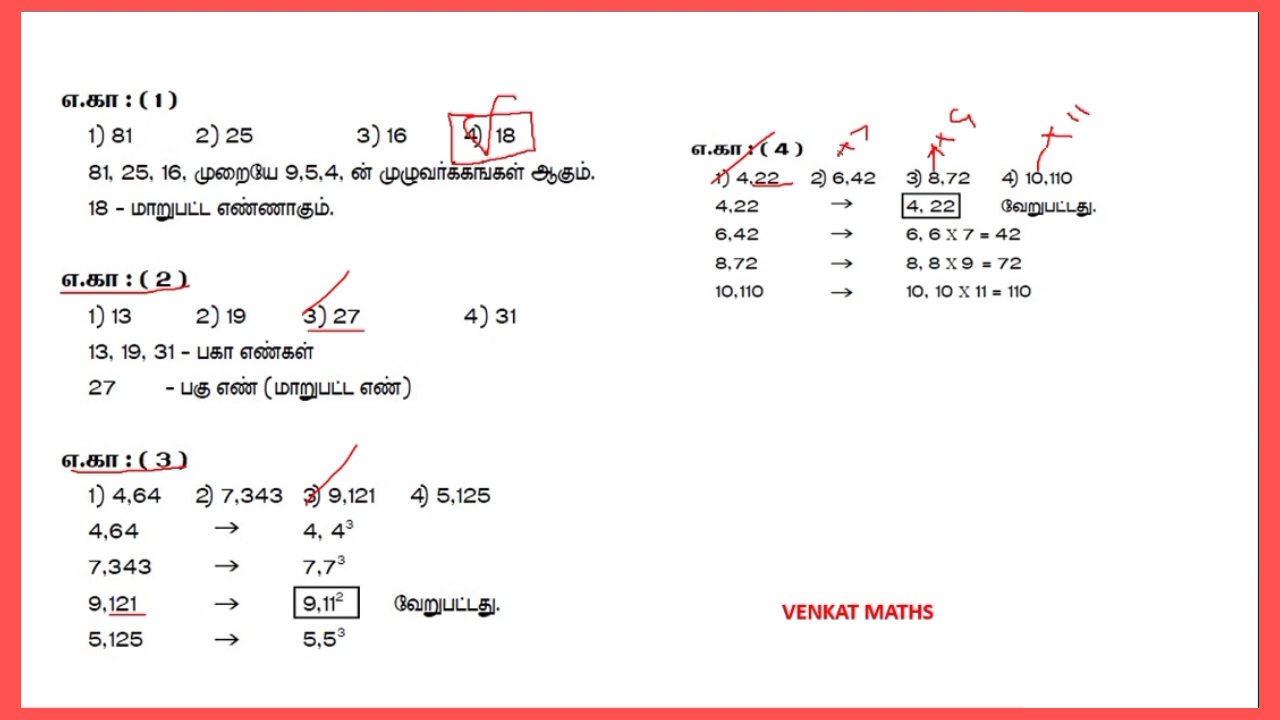 எ.கா : ( 1 )
1) 81 2) 25 3) 16 4) 18
81, 25, 16, முறையே 9,5,4, ன் முழுவர்க்கங்கள் ஆகும்.
18 – மாறுபட்ட எண்ணாகும்.
எ.கா : ( 2 )
1) 13 2) 19 3) 27 4) 31
13, 19, 31 – பகா எண்கள்
27 – பகு எண் (மாறுபட்ட எண்)
எ.கா : ( 3 )
1) 4,64 2) 7,343 3) 9,121 4) 5,125
4,64 → 4, 4³
7,343 → 7,7³
9,121 → 9,11² வேறுபட்டது.
5,125 → 5,5³
×7 ×9 ×11
எ.கா : ( 4 )
1) 4,22 2) 6,42 3) 8,72 4) 10,110
4,22 → 4, 22 வேறுபட்டது.
6,42 → 6, 6 X 7 = 42
8,72 → 8, 8 X 9 = 72
10,110 → 10, 10 X 11 = 110
VENKAT MATHS